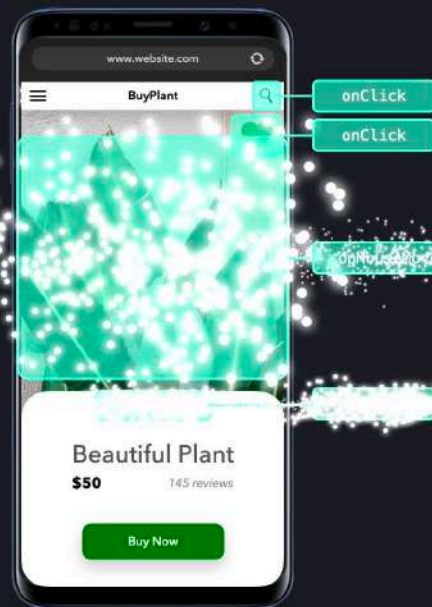 www.website.com
BuyPlant
onClick
onClick
Beautiful Plant
$50 145 reviews
Buy Now